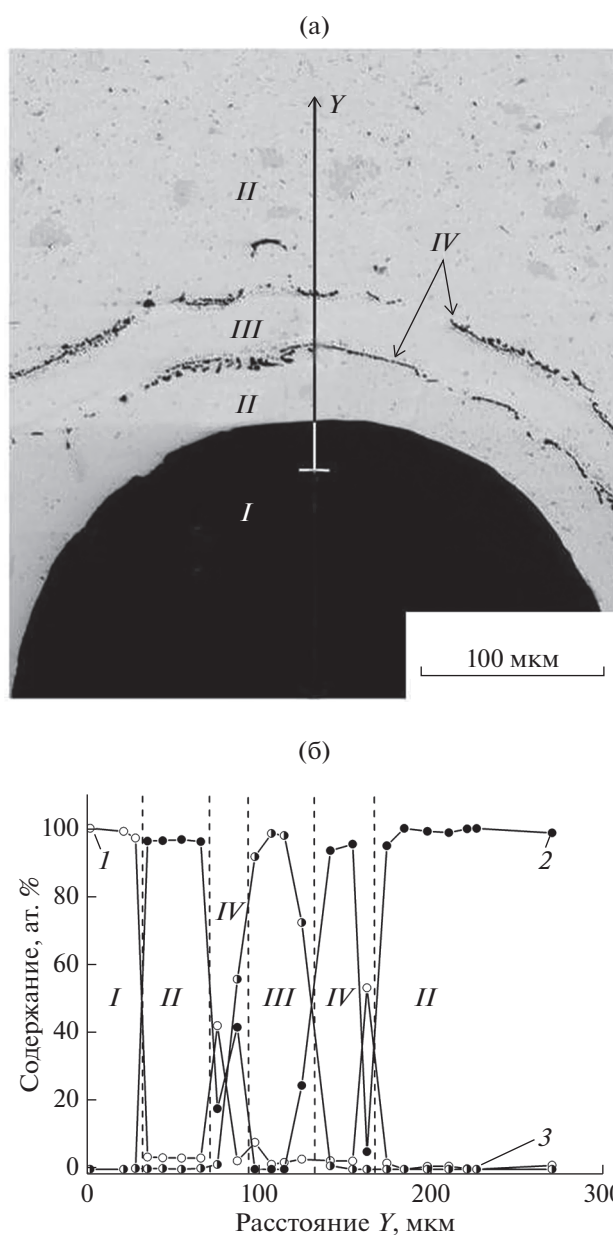 (а)
Y
II
IV
III
II
I
100 мкм
(б)
100
80
60
40
20
0
Содержание, ат. %
1
2
3
I
II
IV
III
IV
II
0
100
200
300
Расстояние Y, мкм